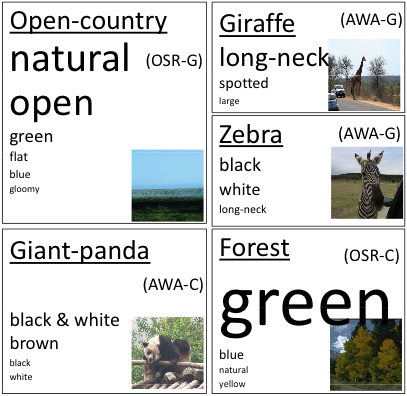 Open-country
natural
(OSR-G)
open
green
flat
blue
gloomy
Giraffe
(AWA-G)
long-neck
spotted
large
Zebra
(AWA-G)
black
white
long-neck
Giant-panda
(AWA-C)
black & white
brown
black
white
Forest
(OSR-C)
green
blue
natural
yellow